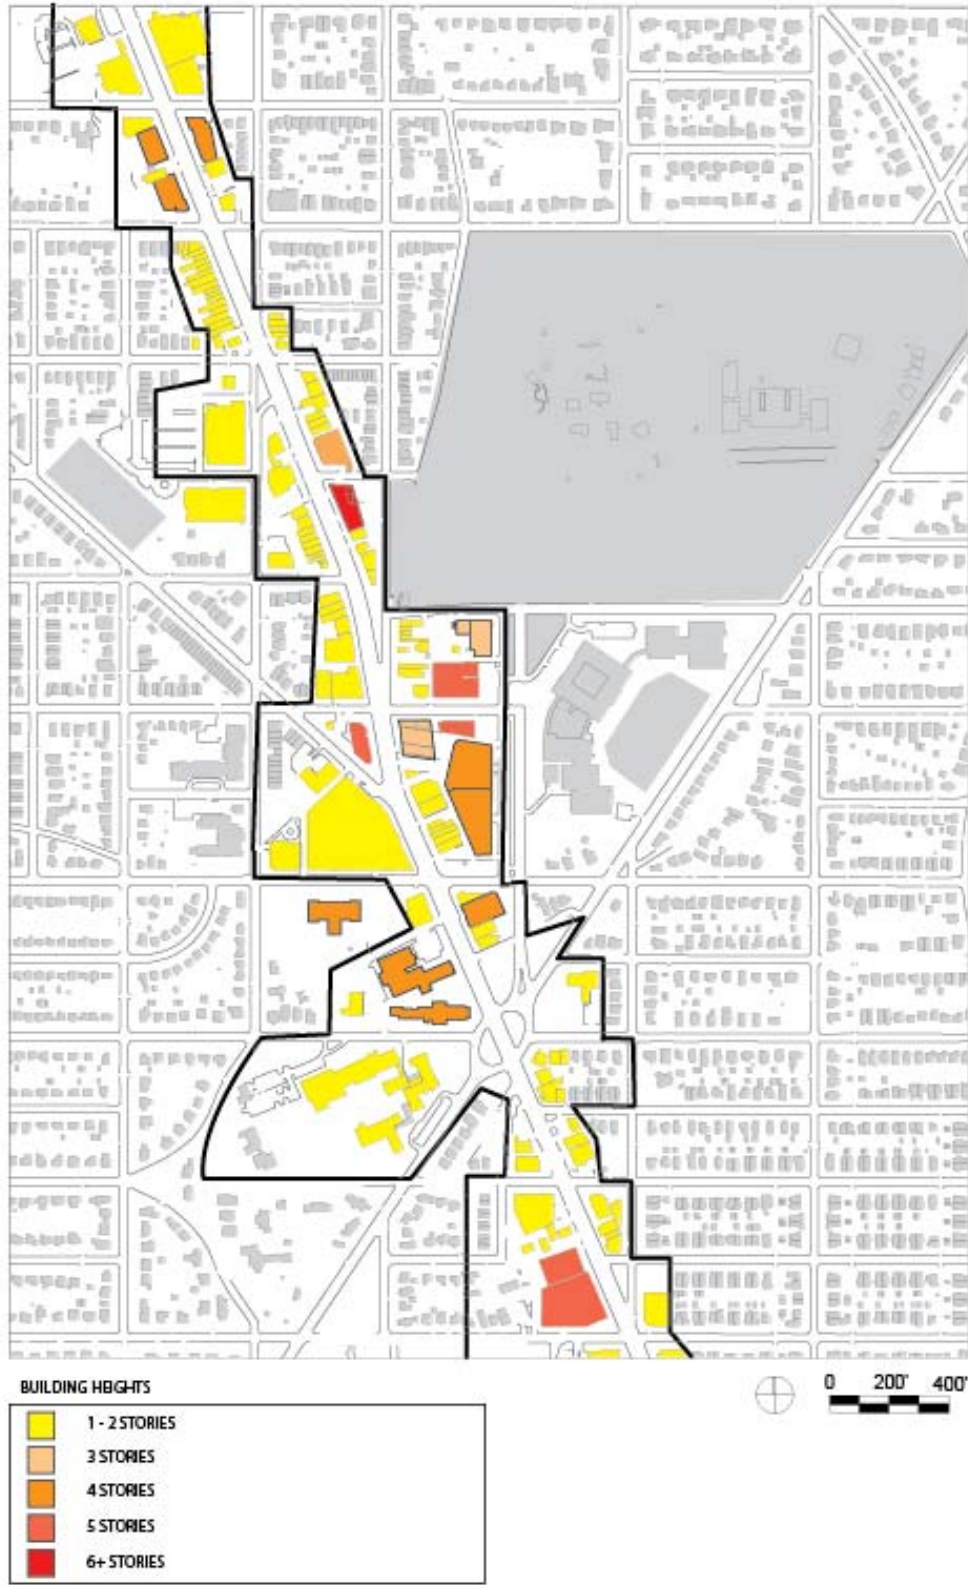 BUILDING HEIGHTS
0 200' 400'
1 - 2 STORIES
3 STORIES
4 STORIES
5 STORIES
6+ STORIES